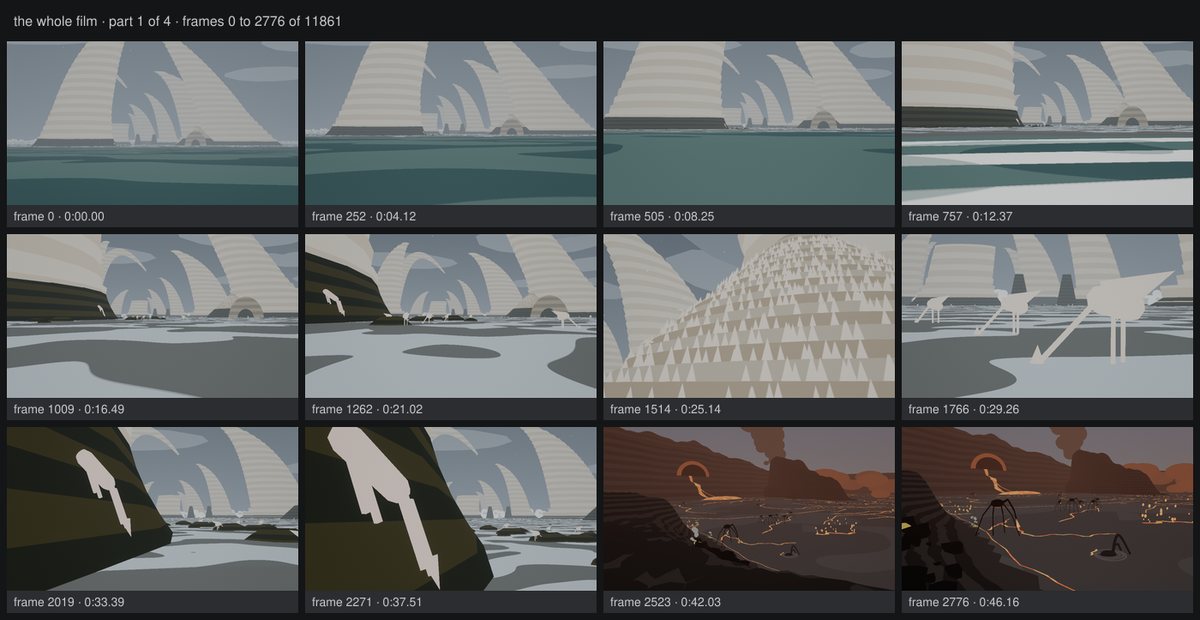 the whole film · part 1 of 4 · frames 0 to 2776 of 11861
frame 0 · 0:00.00
frame 252 · 0:04.12
frame 505 · 0:08.25
frame 757 · 0:12.37
frame 1009 · 0:16.49
frame 1262 · 0:21.02
frame 1514 · 0:25.14
frame 1766 · 0:29.26
frame 2019 · 0:33.39
frame 2271 · 0:37.51
frame 2523 · 0:42.03
frame 2776 · 0:46.16